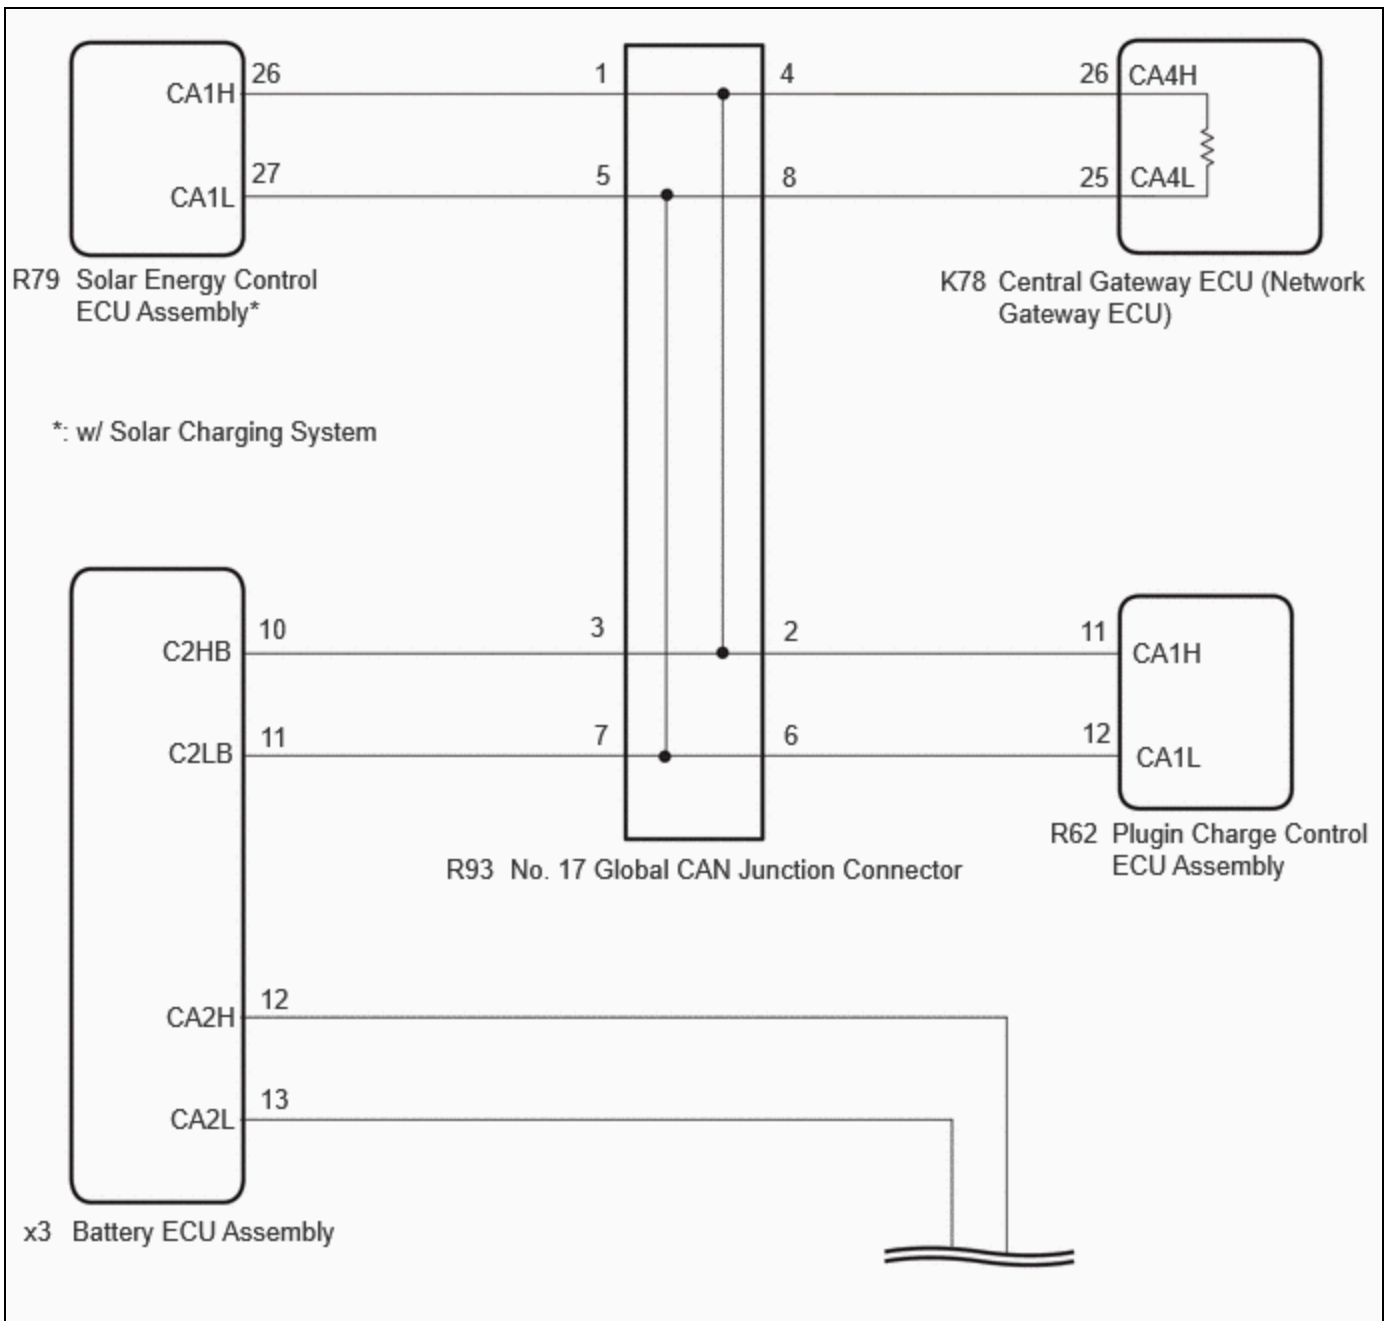 26 1 4 26 CA4H
CA1H
27 5 8 25 CA4L
CA1L
R79 Solar Energy Control
ECU Assembly*
K78 Central Gateway ECU (Network
Gateway ECU)
*: w/ Solar Charging System
10 3 2 11
C2HB CA1H
11 7 6 12
C2LB CA1L
R62 Plugin Charge Control
ECU Assembly
R93 No. 17 Global CAN Junction Connector
12
CA2H
13
CA2L
x3 Battery ECU Assembly